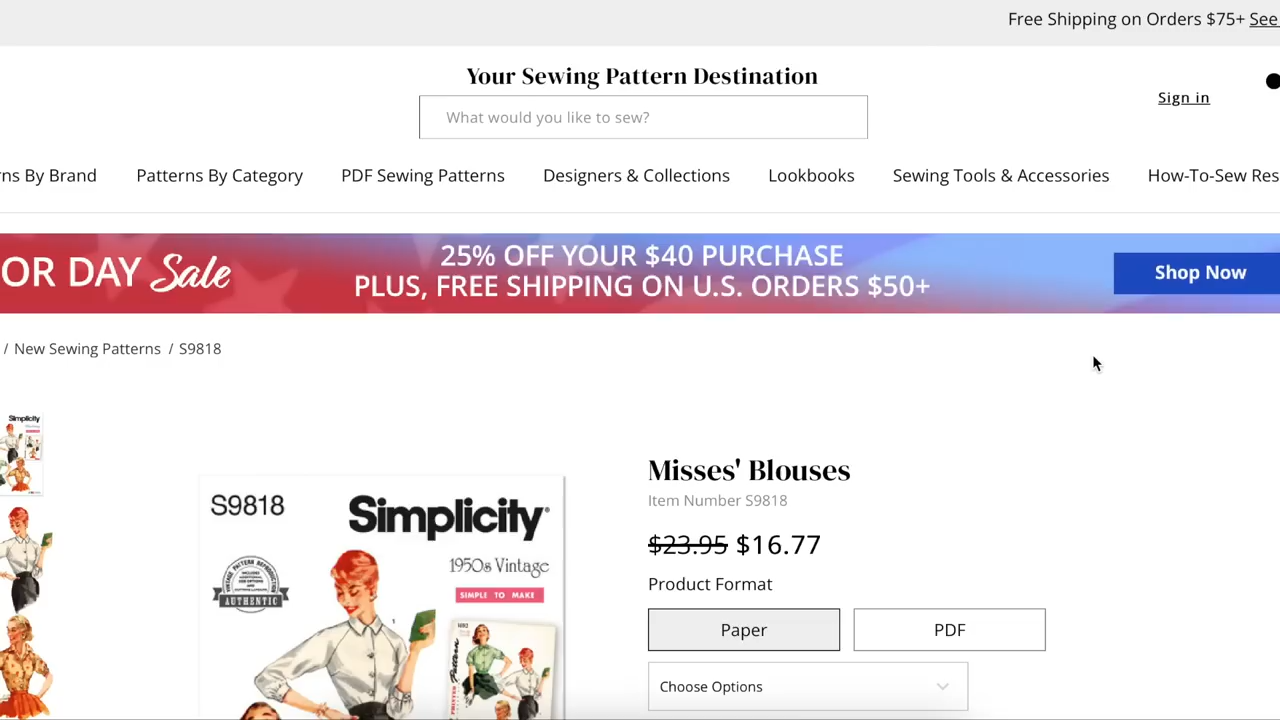 Free Shipping on Orders $75+ See
Your Sewing Pattern Destination
What would you like to sew?
Sign in
ns By Brand
Patterns By Category
PDF Sewing Patterns
Designers & Collections
Lookbooks
Sewing Tools & Accessories
How-To-Sew Res
OR DAY Sale
25% OFF YOUR $40 PURCHASE
PLUS, FREE SHIPPING ON U.S. ORDERS $50+
Shop Now
/ New Sewing Patterns / S9818
Simplicity
S9818
Simplicity
1950s Vintage
SIMPLE TO MAKE
AUTHENTIC
Misses' Blouses
Item Number S9818
$23.95 $16.77
Product Format
Paper
PDF
Choose Options